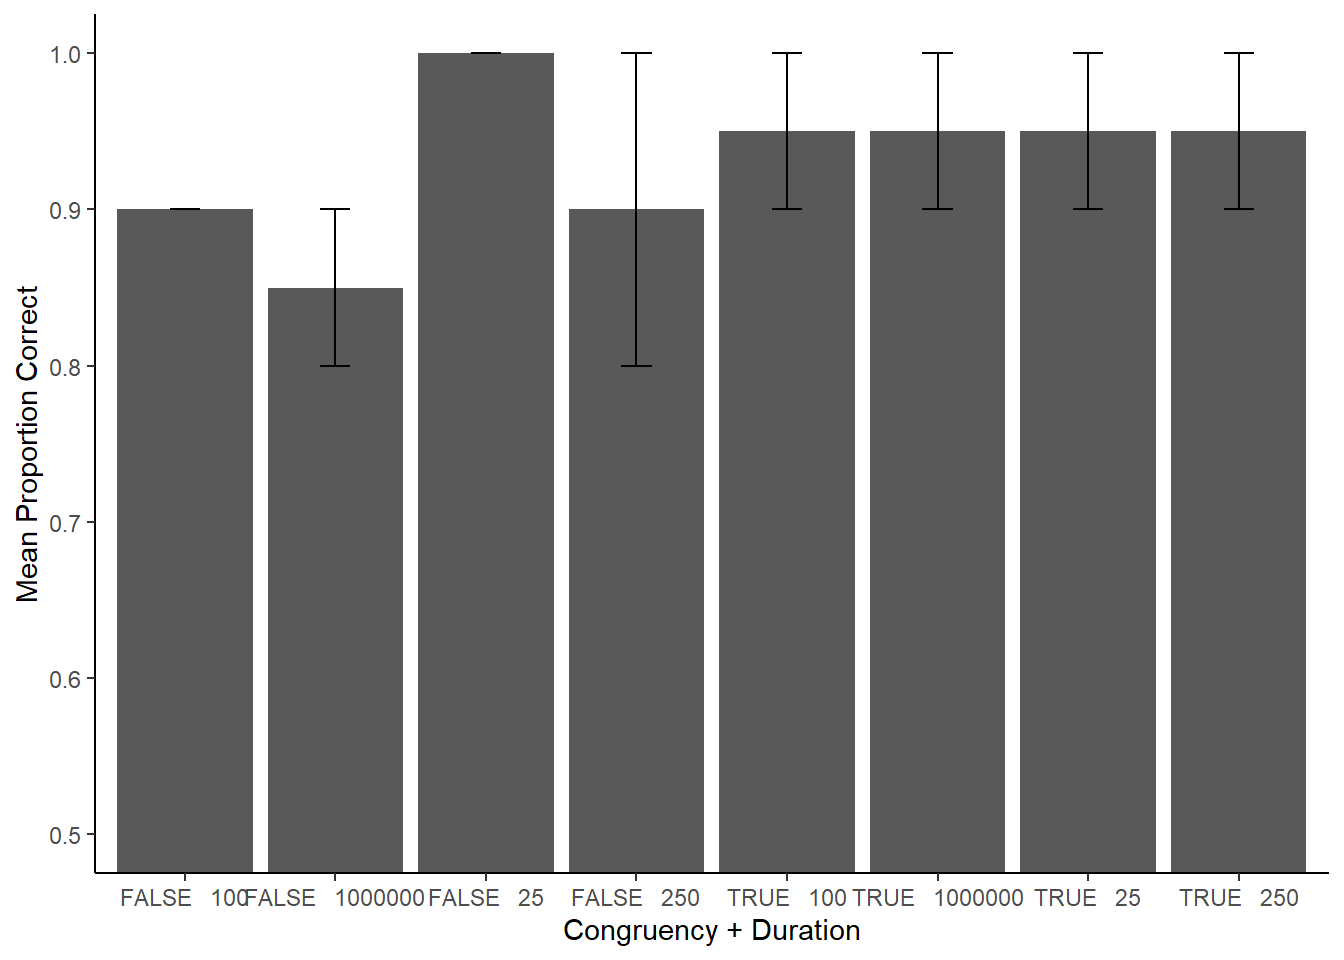 Mean Proportion Correct
1.0
0.9
0.8
0.7
0.6
0.5
FALSE 100 FALSE 1000000 FALSE 25 FALSE 250 TRUE 100 TRUE 1000000 TRUE 25 TRUE 250
Congruency + Duration